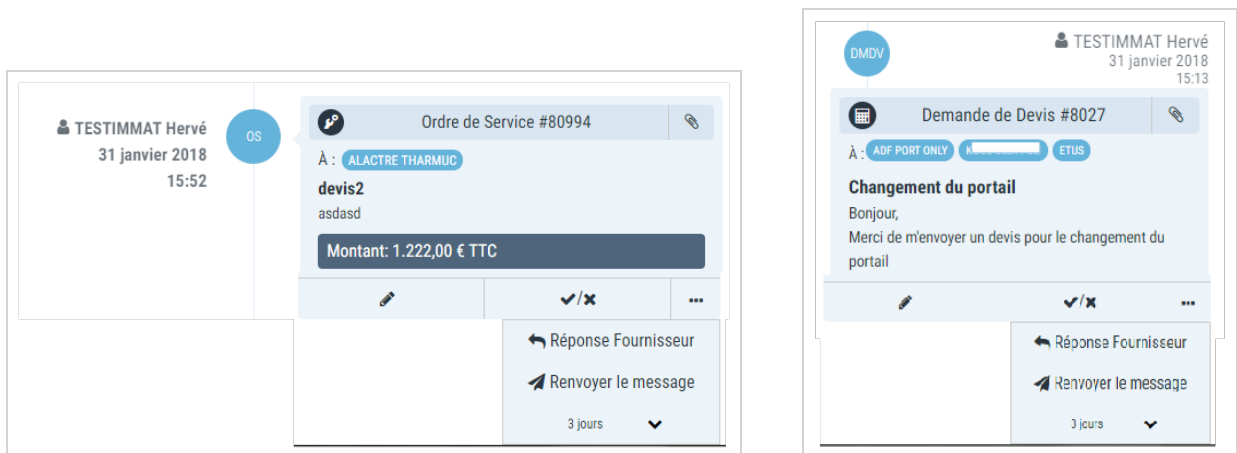 TESTIMMAT Hervé
31 janvier 2018
15:52
OS
Ordre de Service #80994
À : ALACTRE THARMUC
devis2
asdasd
Montant: 1.222,00 € TTC
✔/✖ ...
Réponse Fournisseur
Renvoyer le message
3 jours
DMDV
TESTIMMAT Hervé
31 janvier 2018
15:13
Demande de Devis #8027
À : ADF PORT ONLY ETUS
Changement du portail
Bonjour,
Merci de m'envoyer un devis pour le changement du
portail
✔/✖ ...
Réponse Fournisseur
Renvoyer le message
3 jours